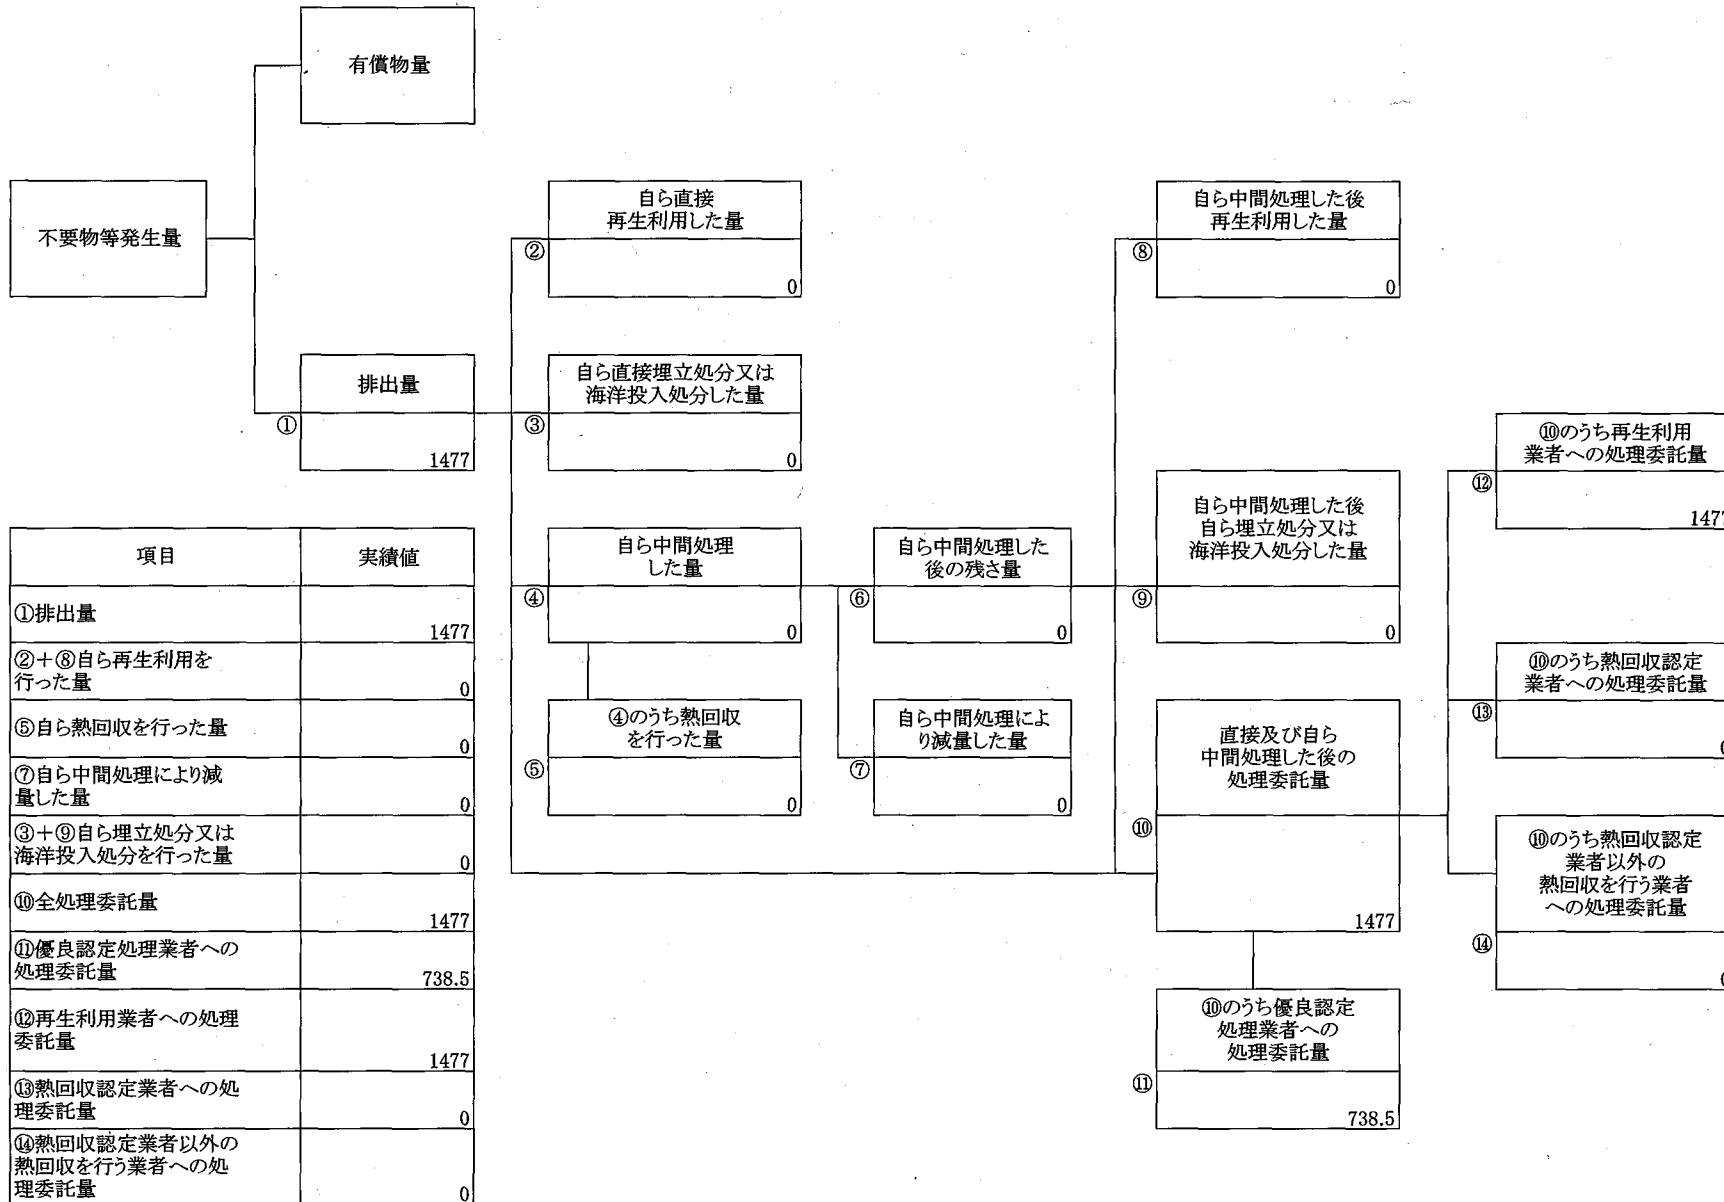 有償物量
不要物等発生量
自ら直接
再生利用した量
②
0
自ら中間処理した後
再生利用した量
⑧
0
排出量
①
1477
自ら直接埋立処分又は
海洋投入処分した量
③
0
⑩のうち再生利用
業者への処理委託量
⑫
1477
自ら中間処理
した量
④
0
自ら中間処理した
後の残さ量
⑥
0
自ら中間処理した後
自ら埋立処分又は
海洋投入処分した量
⑨
0
④のうち熱回収
を行った量
⑤
0
自ら中間処理によ
り減量した量
⑦
0
直接及び自ら
中間処理した後の
処理委託量
⑩
1477
⑩のうち熱回収認定
業者への処理委託量
⑬
0
⑩のうち熱回収認定
業者以外の
熱回収を行う業者
への処理委託量
⑭
0
⑩のうち優良認定
処理業者への
処理委託量
⑪
738.5
項目 実績値
①排出量
1477
②+⑧自ら再生利用を
行った量
0
⑤自ら熱回収を行った量
0
⑦自ら中間処理により減
量した量
0
③+⑨自ら埋立処分又は
海洋投入処分を行った量
0
⑩全処理委託量
1477
⑪優良認定処理業者への
処理委託量
738.5
⑫再生利用業者への処理
委託量
1477
⑬熱回収認定業者への処
理委託量
0
⑭熱回収認定業者以外の
熱回収を行う業者への処
理委託量
0